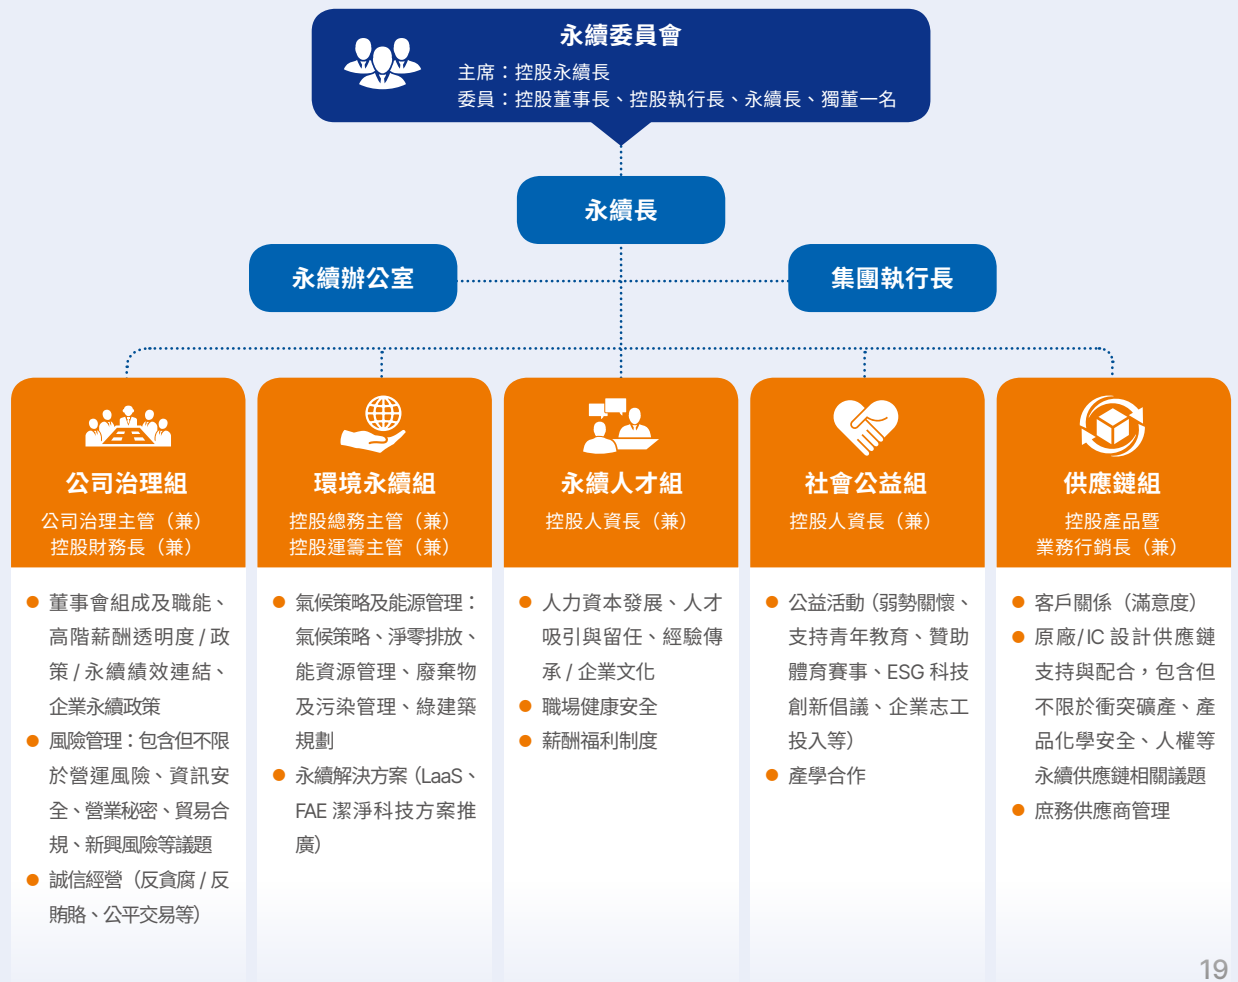 永續委員會
主席：控股永續長
委員：控股董事長、控股執行長、永續長、獨董一名
永續長
永續辦公室
集團執行長
公司治理組
公司治理主管（兼）
控股財務長（兼）
董事會組成及職能、
高階薪酬透明度 / 政
策 / 永續績效連結、
企業永續政策
風險管理：包含但不限
於營運風險、資訊安
全、營業秘密、貿易合
規、新興風險等議題
誠信經營（反貪腐 / 反
賄賂、公平交易等）
環境永續組
控股總務主管（兼）
控股運籌主管（兼）
氣候策略及能源管理：
氣候策略、淨零排放、
能資源管理、廢棄物
及污染管理、綠建築
規劃
永續解決方案（LaaS、
FAE 潔淨科技方案推
廣）
永續人才組
控股人資長（兼）
人力資本發展、人才
吸引與留任、經驗傳
承 / 企業文化
職場健康安全
薪酬福利制度
社會公益組
控股人資長（兼）
公益活動（弱勢關懷、
支持青年教育、贊助
體育賽事、ESG 科技
創新倡議、企業志工
投入等）
產學合作
供應鏈組
控股產品暨
業務行銷長（兼）
客戶關係（滿意度）
原廠/ IC 設計供應鏈
支持與配合，包含但
不限於衝突礦產、產
品化學安全、人權等
永續供應鏈相關議題
庶務供應商管理
19